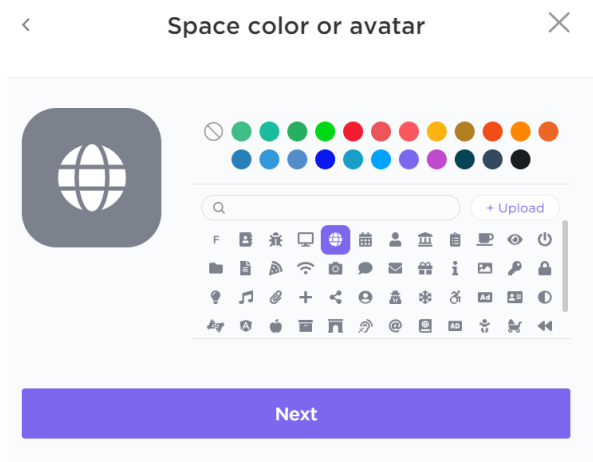 Space color or avatar
+ Upload
F
Ad
AD
Next